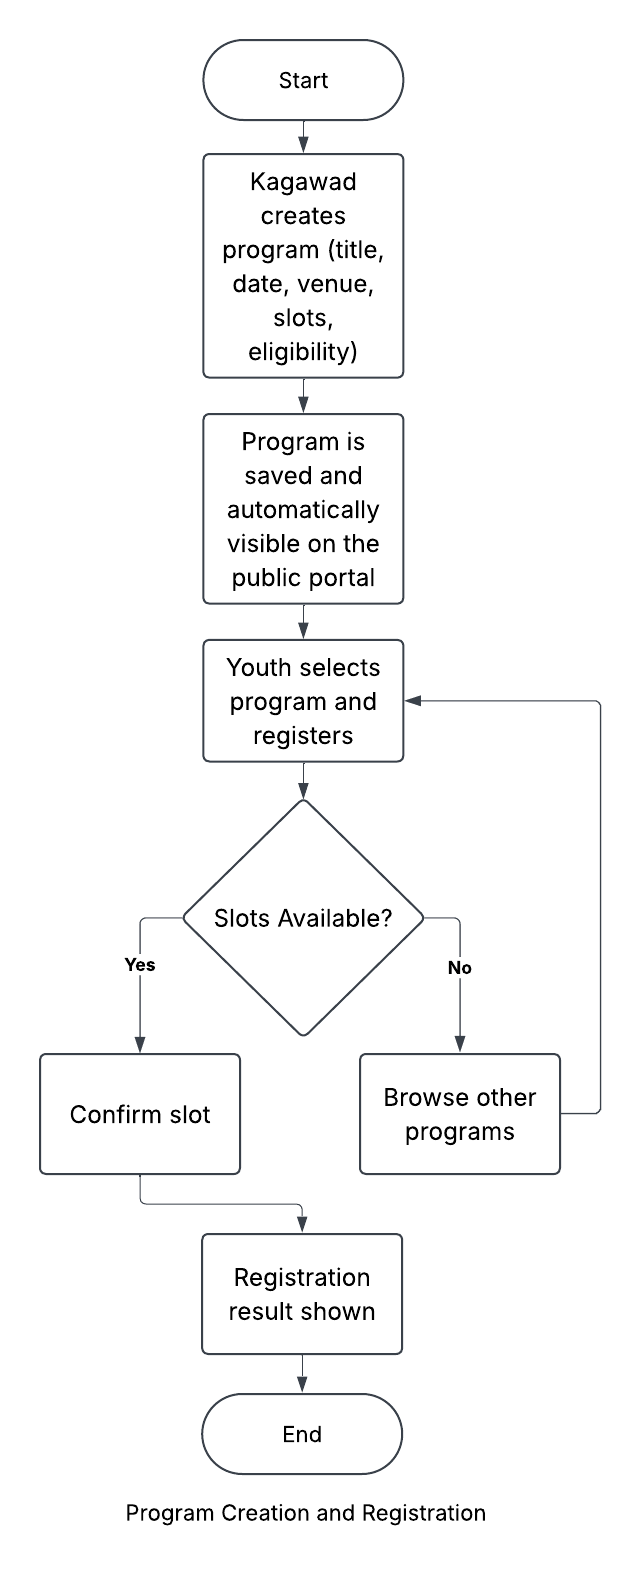 Start
Kagawad
creates
program (title,
date, venue,
slots,
eligibility)
Program is
saved and
automatically
visible on the
public portal
Youth selects
program and
registers
Slots Available?
Yes
No
Confirm slot
Browse other
programs
Registration
result shown
End
Program Creation and Registration